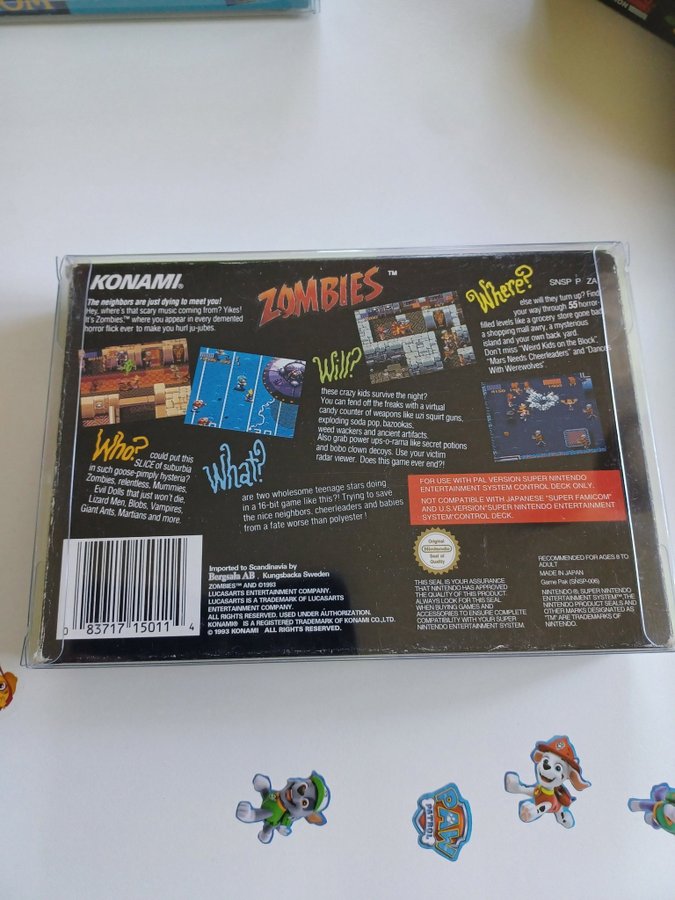 OM
KONAMI®
ZOMBIES™
SNSP P ZA
The neighbors are just dying to meet you!
Hey, where's that scary music coming from? Yikes!
It's Zombies,™ where you appear in every demented
horror flick ever to make you hurl ju-jubes.
Who? could put this
SLICE of suburbia
in such goose-pimply hysteria?
Zombies, relentless, Mummies,
Evil Dolls that just won't die,
Lizard Men, Blobs, Vampires,
Giant Ants, Martians and more.
What?
are two wholesome teenage stars doing
in a 16-bit game like this?! Trying to save
the nice neighbors, cheerleaders and babies
from a fate worse than polyester !
Will?
these crazy kids survive the night?
You can fend off the freaks with a virtual
candy counter of weapons like uzi squirt guns,
exploding soda pop, bazookas,
weed wackers and ancient artifacts.
Also grab power ups-o-rama like secret potions
and bobo clown decoys. Use your victim
radar viewer. Does this game ever end?!
Where?
else will they turn up? Find
your way through 55 horror-
filled levels like a grocery store gone bad,
a shopping mall awry, a mysterious
island and your own back yard.
Don't miss "Weird Kids on the Block",
"Mars Needs Cheerleaders" and "Dances
With Werewolves".
FOR USE WITH PAL VERSION SUPER NINTENDO
ENTERTAINMENT SYSTEM CONTROL DECK ONLY.
NOT COMPATIBLE WITH JAPANESE "SUPER FAMICOM"
AND U.S.VERSION"SUPER NINTENDO ENTERTAINMENT
SYSTEM"CONTROL DECK.
0 83717 15011 4
Imported to Scandinavia by
Bergsala AB , Kungsbacka Sweden
ZOMBIES™ AND ©1993
LUCASARTS ENTERTAINMENT COMPANY.
LUCASARTS IS A TRADEMARK OF LUCASARTS
ENTERTAINMENT COMPANY.
ALL RIGHTS RESERVED. USED UNDER AUTHORIZATION.
KONAMI® IS A REGISTERED TRADEMARK OF KONAMI CO.,LTD.
© 1993 KONAMI ALL RIGHTS RESERVED.
Original
Nintendo
Seal of
Quality
THIS SEAL IS YOUR ASSURANCE
THAT NINTENDO HAS APPROVED
THE QUALITY OF THIS PRODUCT.
ALWAYS LOOK FOR THIS SEAL
WHEN BUYING GAMES AND
ACCESSORIES TO ENSURE COMPLETE
COMPATIBILITY WITH YOUR SUPER
NINTENDO ENTERTAINMENT SYSTEM.
RECOMMENDED FOR AGES 8 TO
ADULT
MADE IN JAPAN
Game Pak (SNSP-006)
NINTENDO ®, SUPER NINTENDO
ENTERTAINMENT SYSTEM™,THE
NINTENDO PRODUCT SEALS AND
OTHER MARKS DESIGNATED AS
"TM" ARE TRADEMARKS OF
NINTENDO.
PAW
PATROL